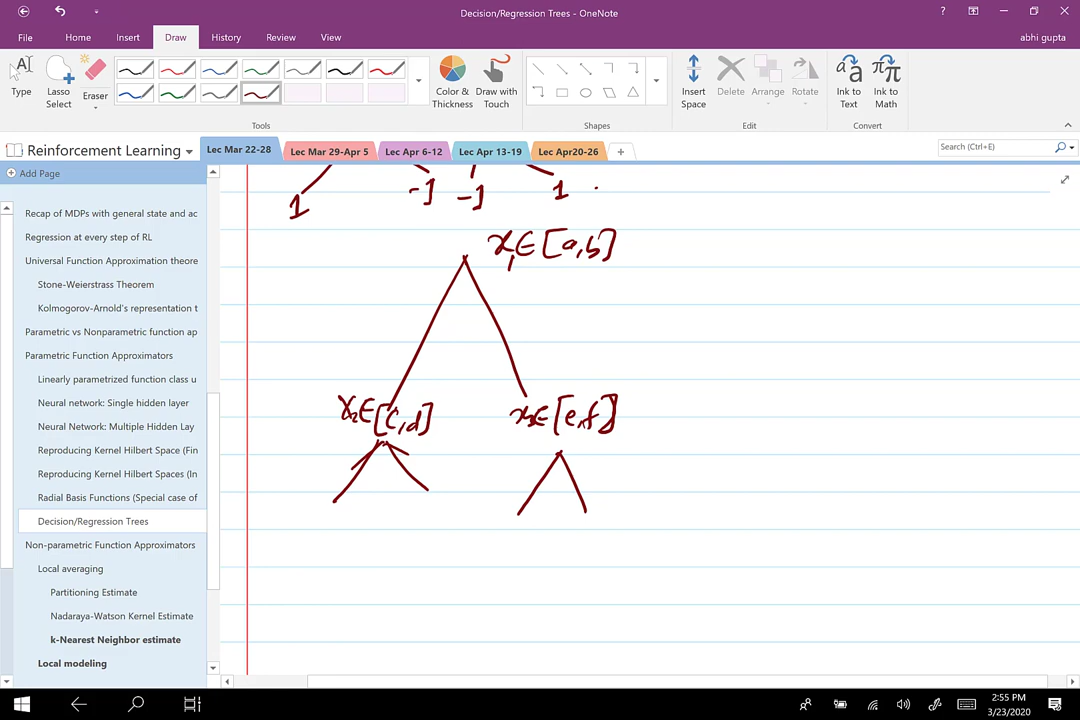 Decision/Regression Trees - OneNote
?
File Home Insert Draw History Review View abhi gupta
Type
Lasso Select
Eraser
Color & Thickness
Draw with Touch
Insert Space
Delete
Arrange
Rotate
Ink to Text
Ink to Math
Tools Shapes Edit Convert
Reinforcement Learning
Lec Mar 22-28 Lec Mar 29-Apr 5 Lec Apr 6-12 Lec Apr 13-19 Lec Apr20-26 +
Search (Ctrl+E)
Add Page
Recap of MDPs with general state and ac
Regression at every step of RL
Universal Function Approximation theore
Stone-Weierstrass Theorem
Kolmogorov-Arnold's representation t
Parametric vs Nonparametric function ap
Parametric Function Approximators
Linearly parametrized function class u
Neural network: Single hidden layer
Neural Network: Multiple Hidden Lay
Reproducing Kernel Hilbert Space (Fin
Reproducing Kernel Hilbert Spaces (In
Radial Basis Functions (Special case of
Decision/Regression Trees
Non-parametric Function Approximators
Local averaging
Partitioning Estimate
Nadaraya-Watson Kernel Estimate
k-Nearest Neighbor estimate
Local modeling
1 -1 -1 1
x₁∈[a,b]
x₂∈[c,d] x₃∈[e,f]
2:55 PM
3/23/2020